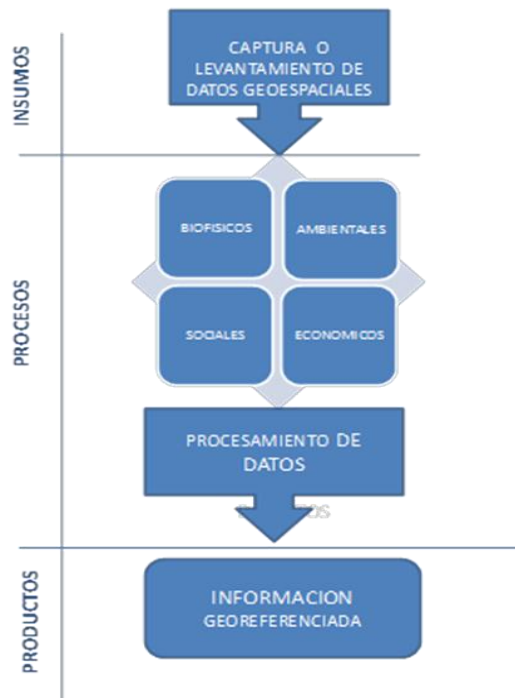 INSUMOS
CAPTURA O
LEVANTAMIENTO DE
DATOS GEOESPACIALES
PROCESOS
BIOFISICOS
AMBIENTALES
SOCIALES
ECONOMICOS
PROCESAMIENTO DE
DATOS
PRODUCTOS
INFORMACION
GEOREFERENCIADA